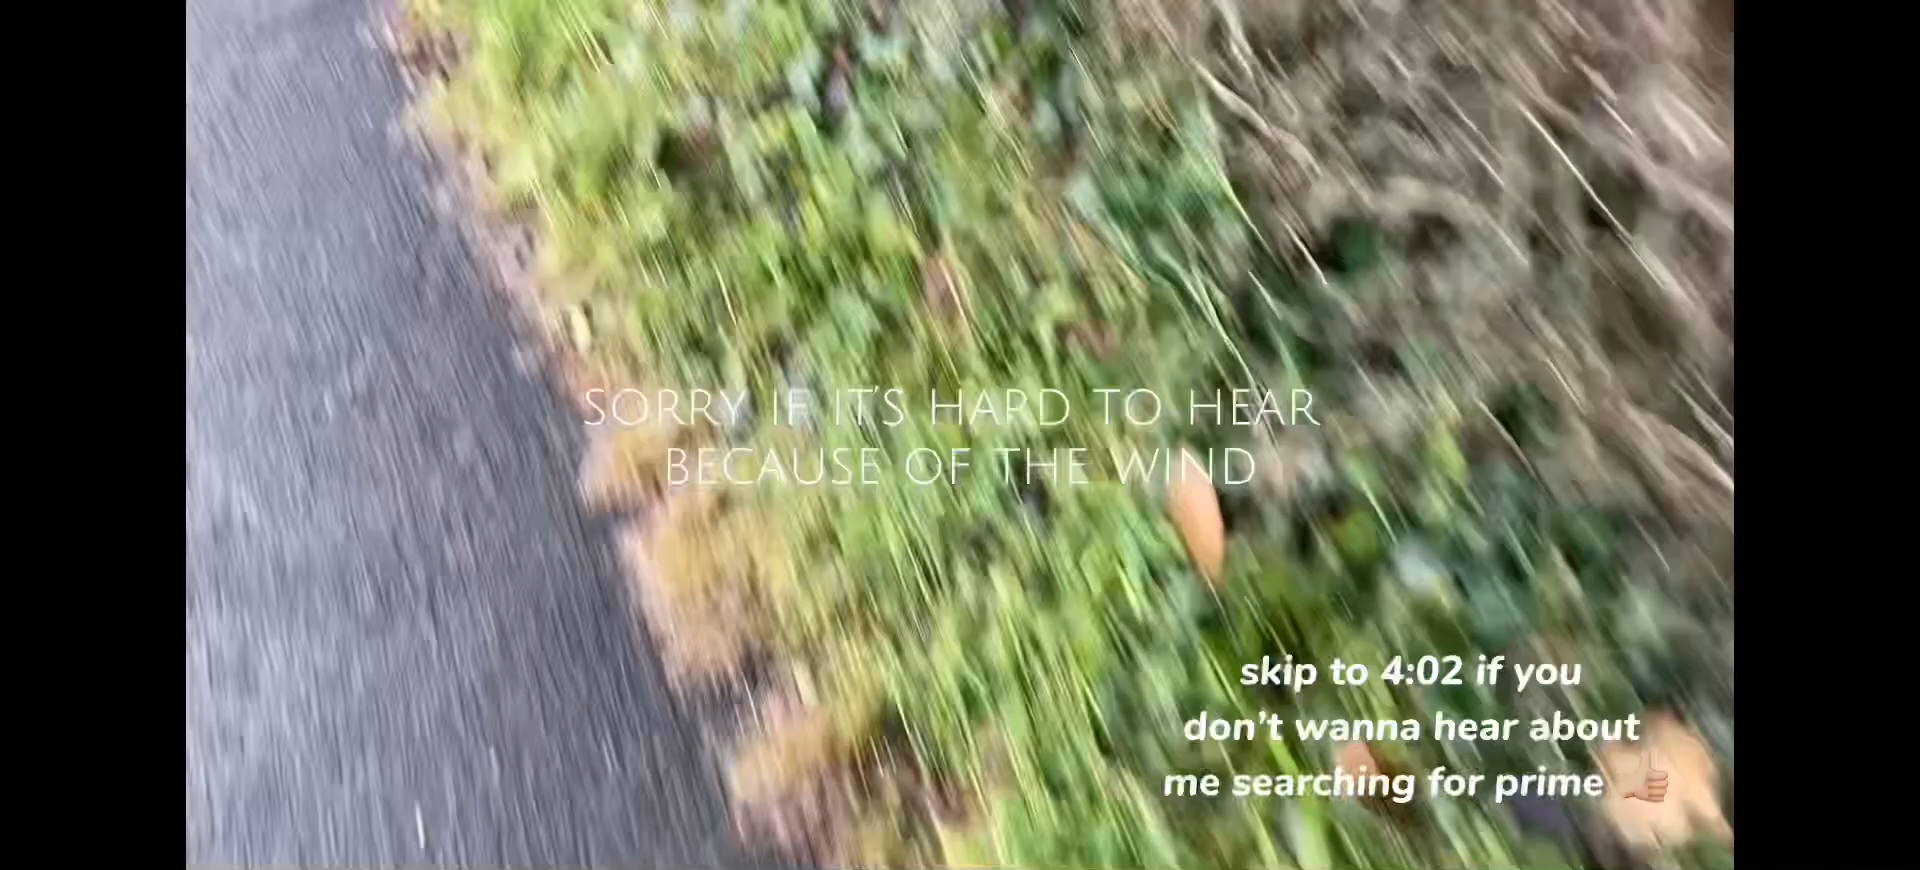 SORRY IF IT'S HARD TO HEAR
BECAUSE OF THE WIND
skip to 4:02 if you
don't wanna hear about
me searching for prime 👍🏼